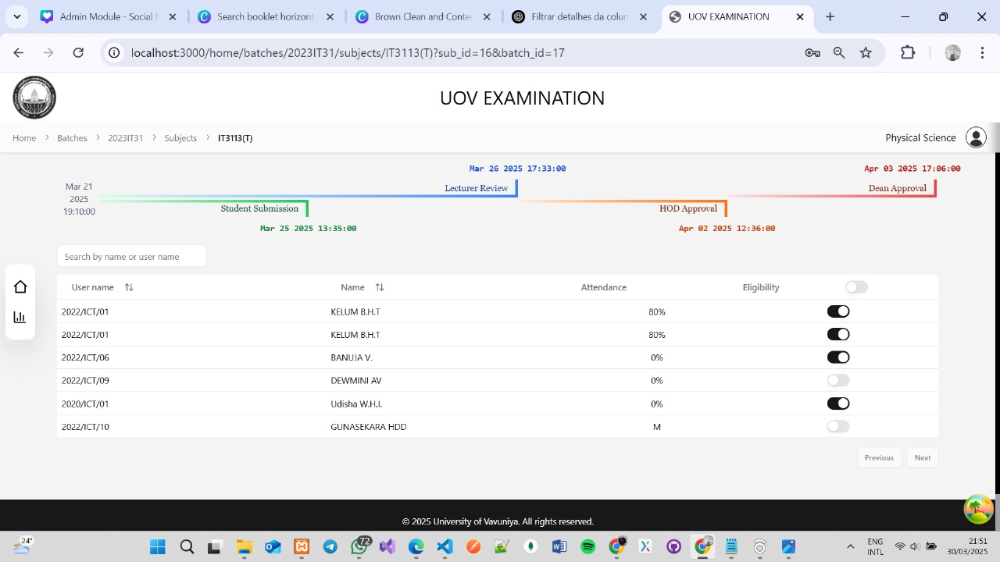 Admin Module - Social
Search booklet horizont
Brown Clean and Conter
Filtrar detalhes da colun
UOV EXAMINATION
localhost:3000/home/batches/2023IT31/subjects/IT3113(T)?sub_id=16&batch_id=17
UOV EXAMINATION
Home > Batches > 2023IT31 > Subjects > IT3113(T)
Physical Science
Mar 26 2025 17:33:00
Apr 03 2025 17:06:00
Mar 21
2025
19:10:00
Lecturer Review
Dean Approval
Student Submission
HOD Approval
Mar 25 2025 13:35:00
Apr 02 2025 12:36:00
Search by name or user name
User name Name Attendance Eligibility
2022/ICT/01 KELUM B.H.T 80%
2022/ICT/01 KELUM B.H.T 80%
2022/ICT/06 BANUJA V. 0%
2022/ICT/09 DEWMINI AV 0%
2020/ICT/01 Udisha W.H.I. 0%
2022/ICT/10 GUNASEKARA HDD M
Previous Next
© 2025 University of Vavuniya. All rights reserved.
24°
72
ENG
INTL
21:51
30/03/2025